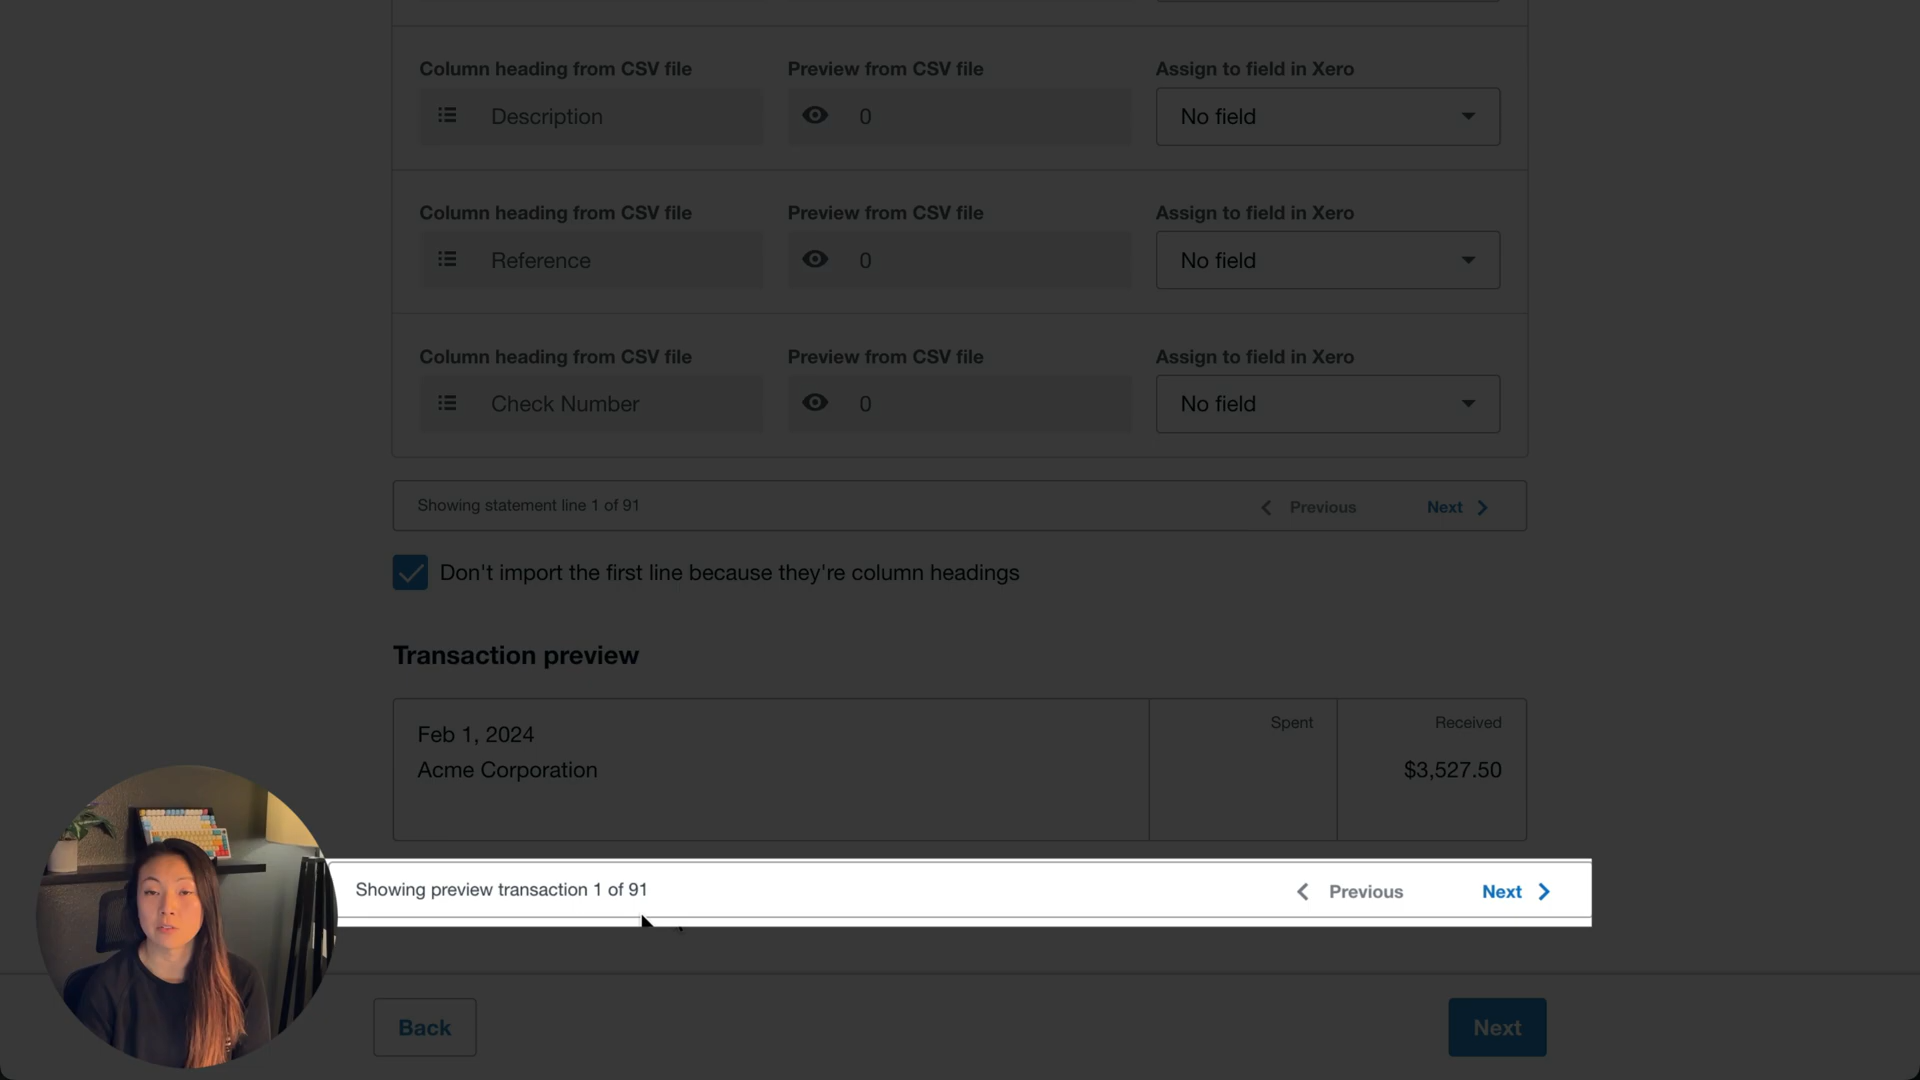 Column heading from CSV file Preview from CSV file Assign to field in Xero
Description 0 No field
Column heading from CSV file Preview from CSV file Assign to field in Xero
Reference 0 No field
Column heading from CSV file Preview from CSV file Assign to field in Xero
Check Number 0 No field
Showing statement line 1 of 91 Previous Next
Don't import the first line because they're column headings
Transaction preview
Spent Received
Feb 1, 2024
Acme Corporation $3,527.50
Showing preview transaction 1 of 91 Previous Next
Back Next